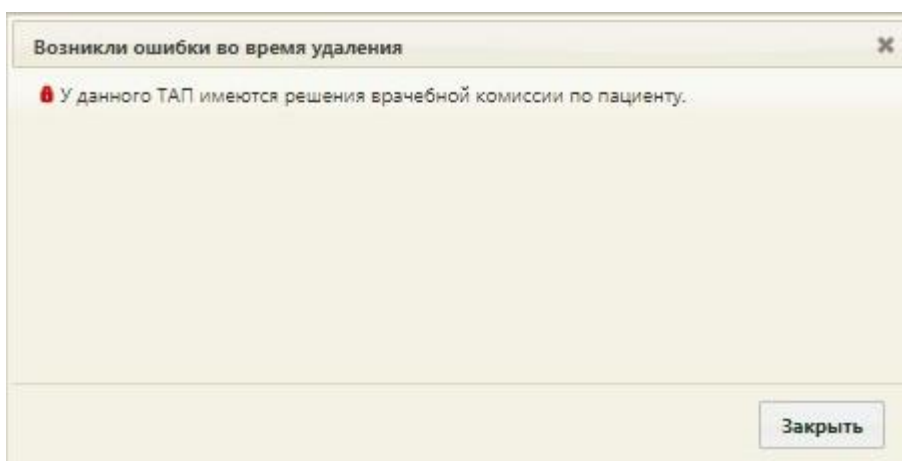 Возникли ошибки во время удаления
У данного ТАП имеются решения врачебной комиссии по пациенту.
Закрыть